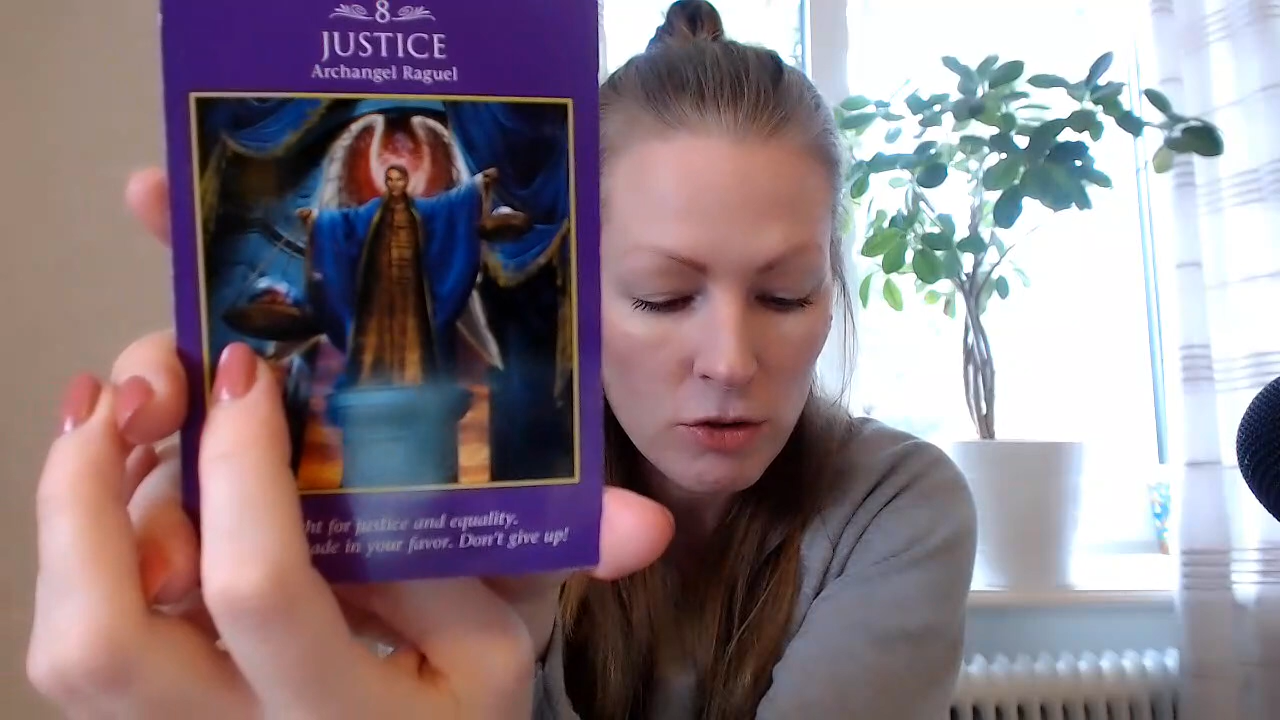 8
JUSTICE
Archangel Raguel
for justice and equality.
in your favor. Don't give up!